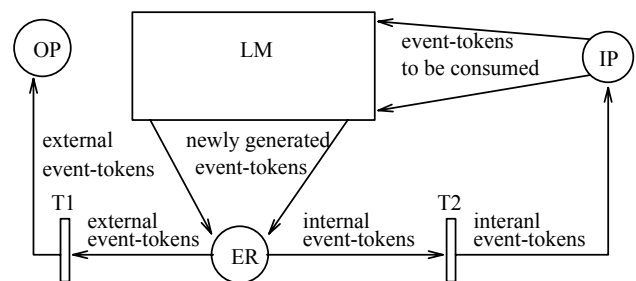 OP
LM
event-tokens
to be consumed
IP
external
event-tokens
newly generated
event-tokens
T1
external
event-tokens
ER
internal
event-tokens
T2
interanl
event-tokens